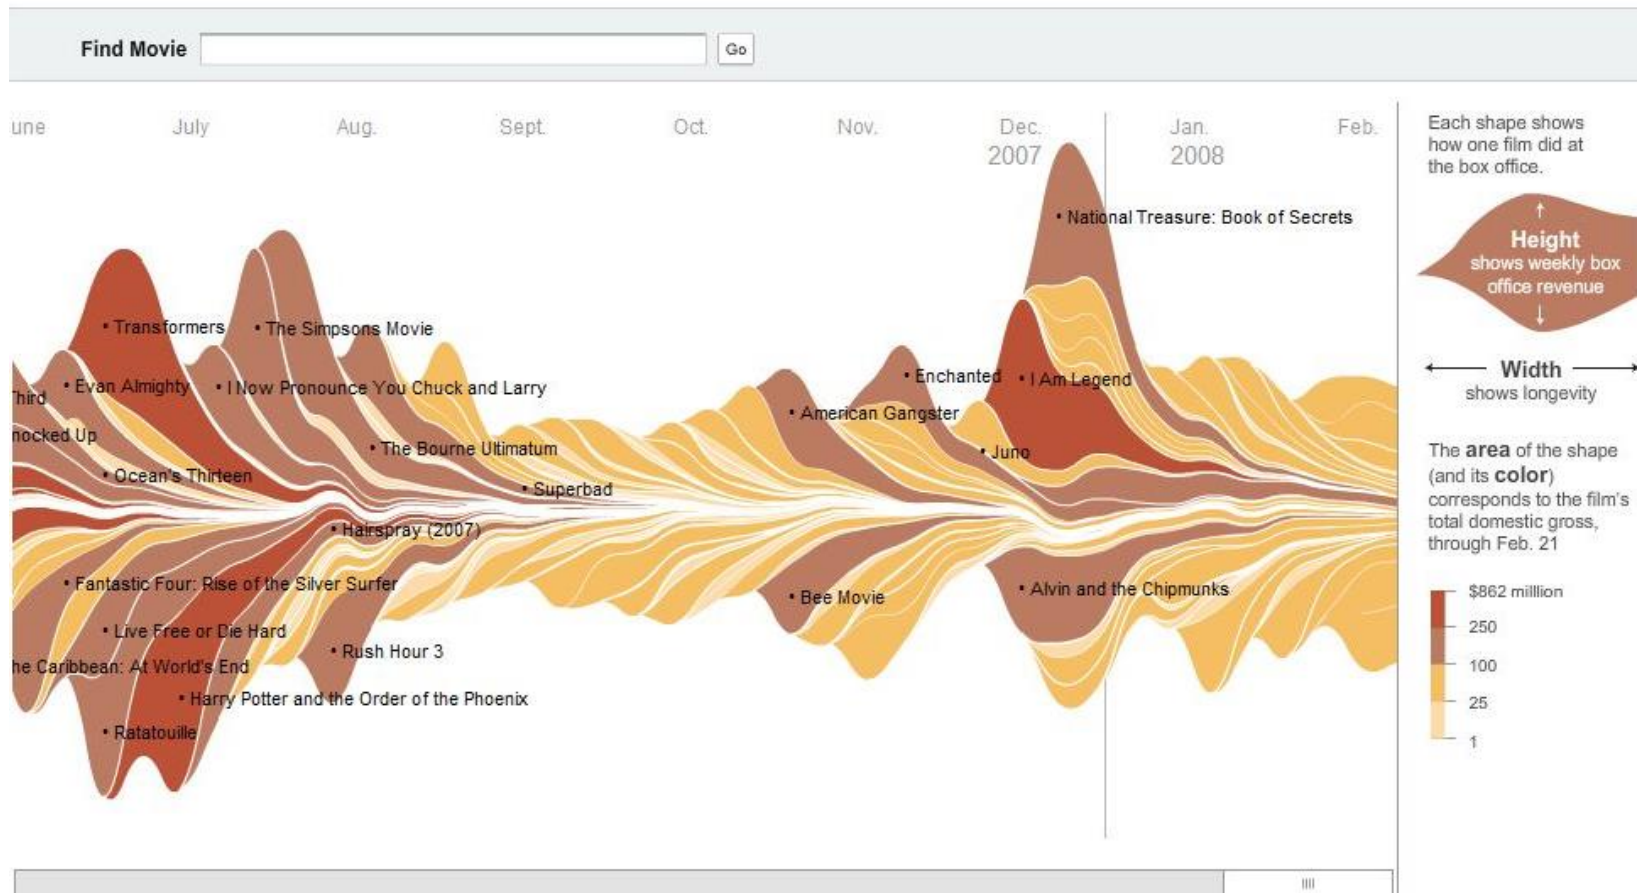 Find Movie
Go
une
July
Aug.
Sept.
Oct.
Nov.
Dec.
2007
Jan.
2008
Feb.
• National Treasure: Book of Secrets
• Transformers
• The Simpsons Movie
• Evan Almighty
• I Now Pronounce You Chuck and Larry
Third
nocked Up
• Ocean's Thirteen
• The Bourne Ultimatum
• Superbad
• Enchanted
• I Am Legend
• American Gangster
• Juno
• Hairspray (2007)
• Fantastic Four: Rise of the Silver Surfer
• Live Free or Die Hard
he Caribbean: At World's End
• Rush Hour 3
• Harry Potter and the Order of the Phoenix
• Ratatouille
• Bee Movie
• Alvin and the Chipmunks
Each shape shows
how one film did at
the box office.
Height
shows weekly box
office revenue
Width
shows longevity
The area of the shape
(and its color)
corresponds to the film's
total domestic gross,
through Feb. 21
$862 milllion
250
100
25
1